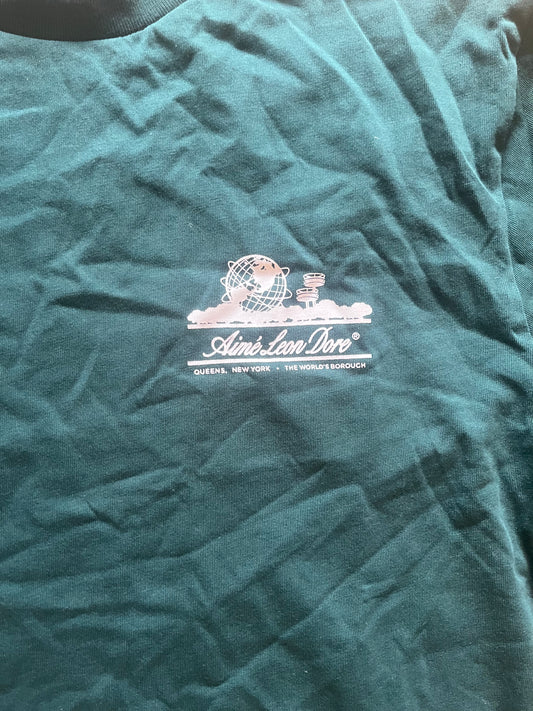 Aimé Leon Dore®
QUEENS, NEW YORK • THE WORLD'S BOROUGH